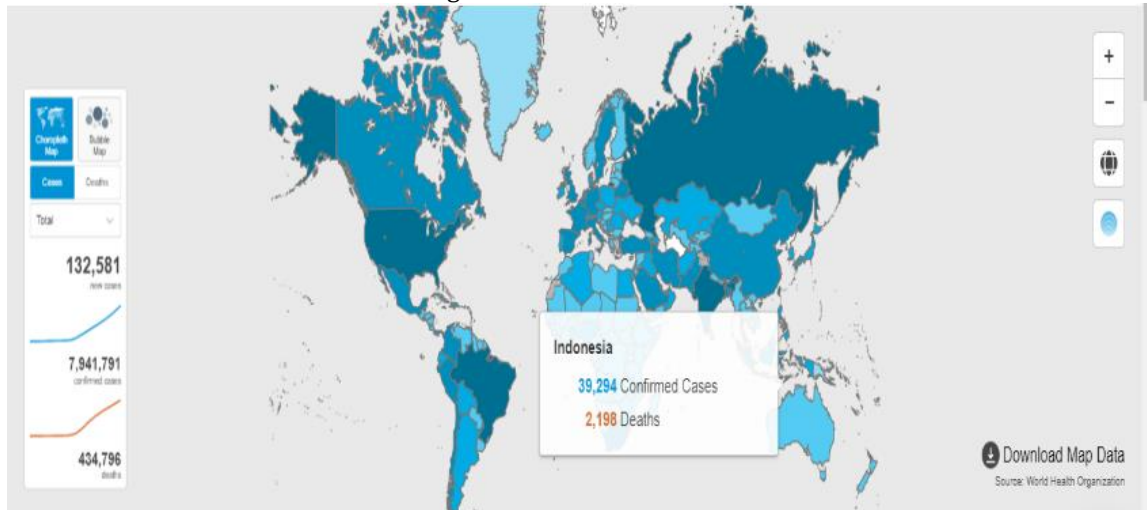 Choropleth
Map
Bubble
Map
Cases
Deaths
Total
132,581
new cases
7,941,791
confirmed cases
434,796
deaths
Indonesia
39,294 Confirmed Cases
2,198 Deaths
+
−
Download Map Data
Source: World Health Organization